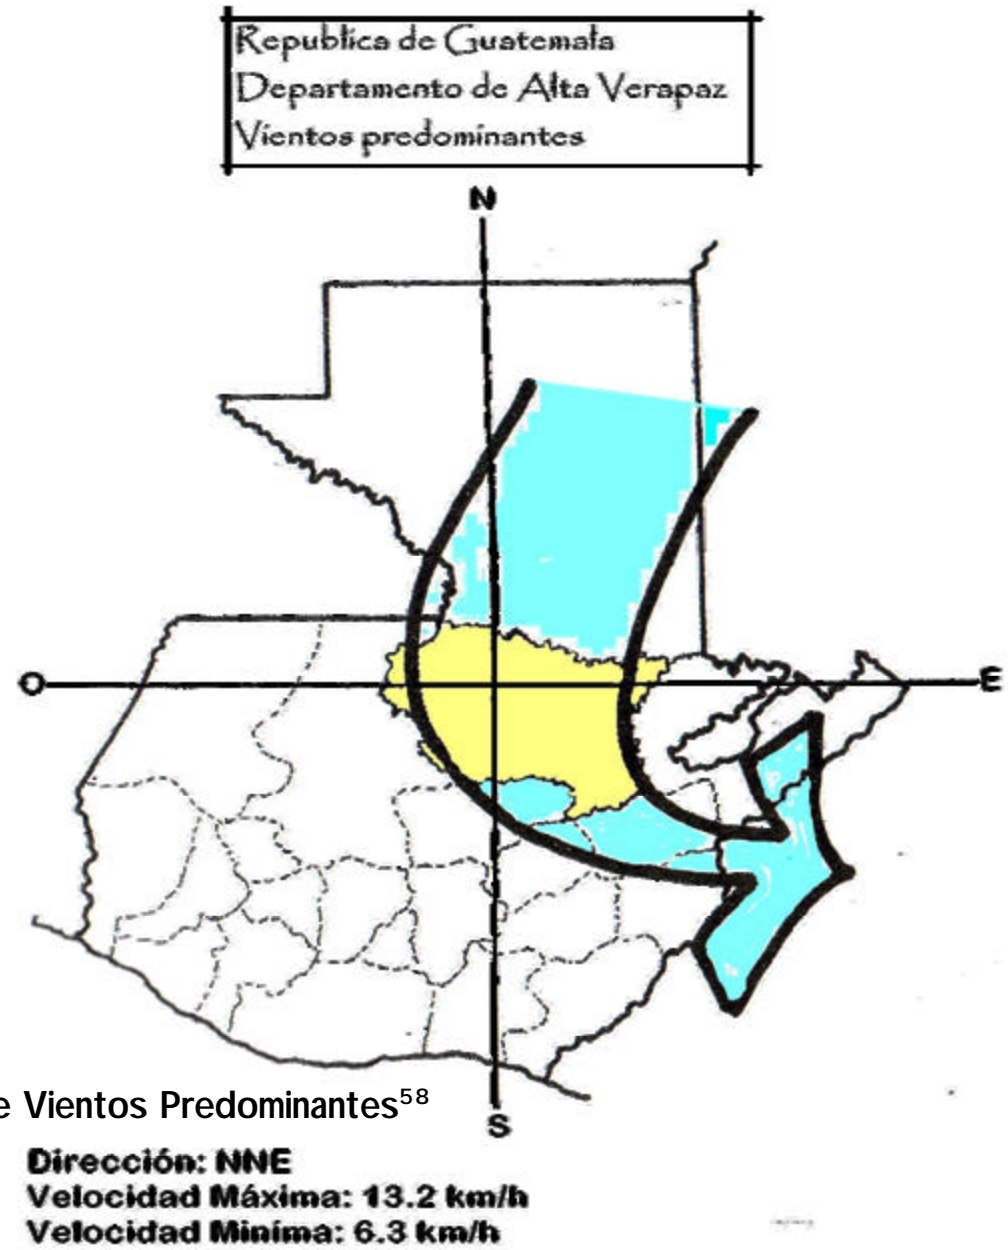 Republica de Guatemala
Departamento de Alta Verapaz
Vientos predominantes
N
O
E
e Vientos Predominantes⁵⁸
S
Dirección: NNE
Velocidad Máxima: 13.2 km/h
Velocidad Miníma: 6.3 km/h